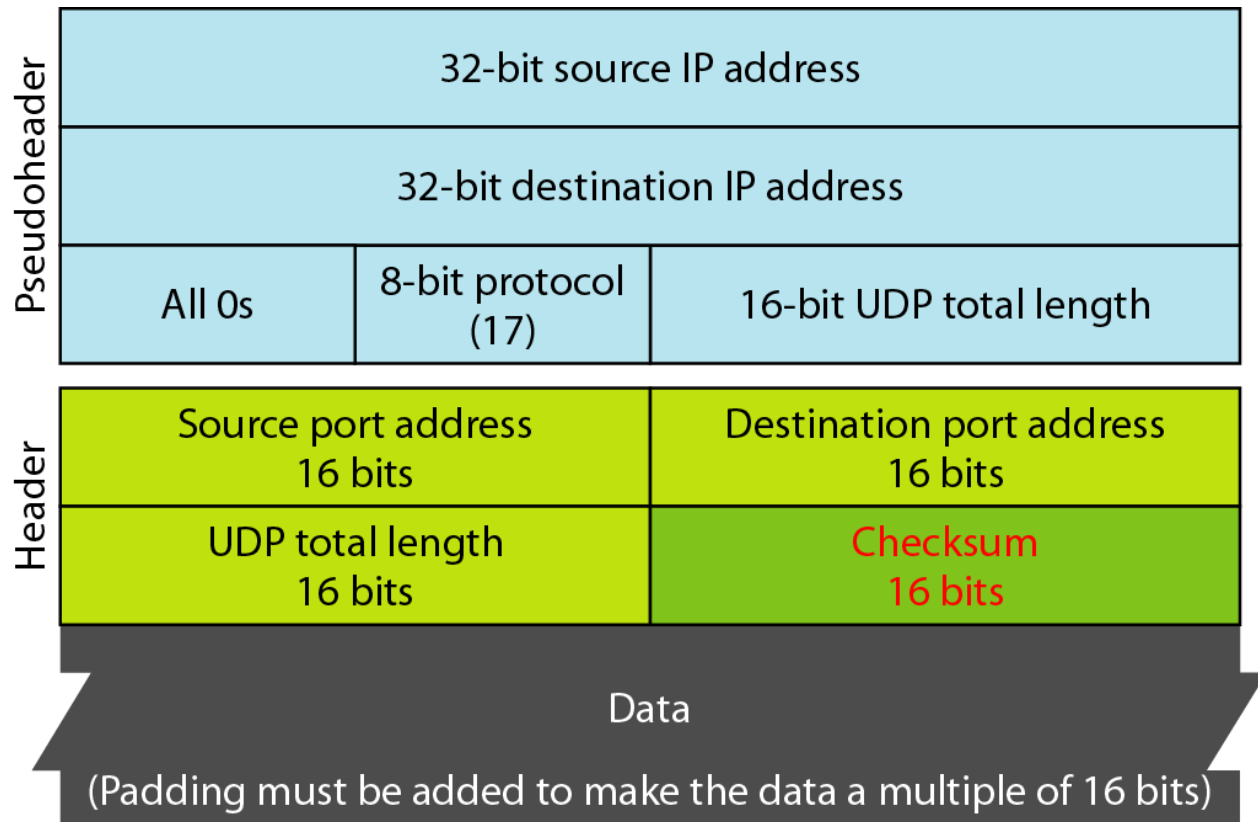 Pseudoheader
32-bit source IP address
32-bit destination IP address
All 0s
8-bit protocol
(17)
16-bit UDP total length
Header
Source port address
16 bits
Destination port address
16 bits
UDP total length
16 bits
Checksum
16 bits
Data
(Padding must be added to make the data a multiple of 16 bits)